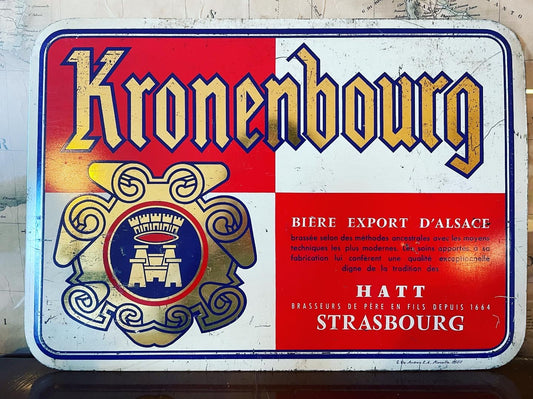 Kronenbourg
BIÈRE EXPORT D'ALSACE
brassée selon des méthodes ancestrales avec les moyens
techniques les plus modernes. Les soins apportés à sa
fabrication lui confèrent une qualité exceptionnelle
digne de la tradition des
HATT
BRASSEURS DE PÈRE EN FILS DEPUIS 1664
STRASBOURG